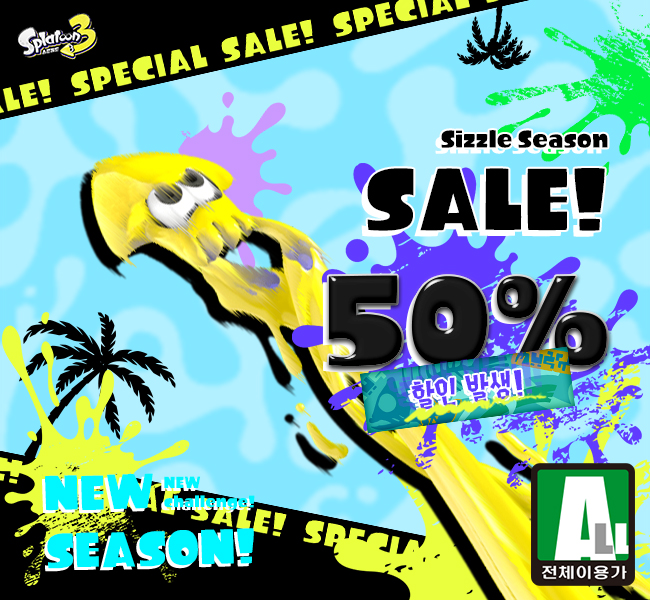 Splatoon 3
ALE! SPECIAL SALE! SPECIAL S
Sizzle Season
SALE!
50%
할인 발생!
NEW
NEW
challenge!
SEASON!
SALE! SPECIAL
ALL
전체이용가